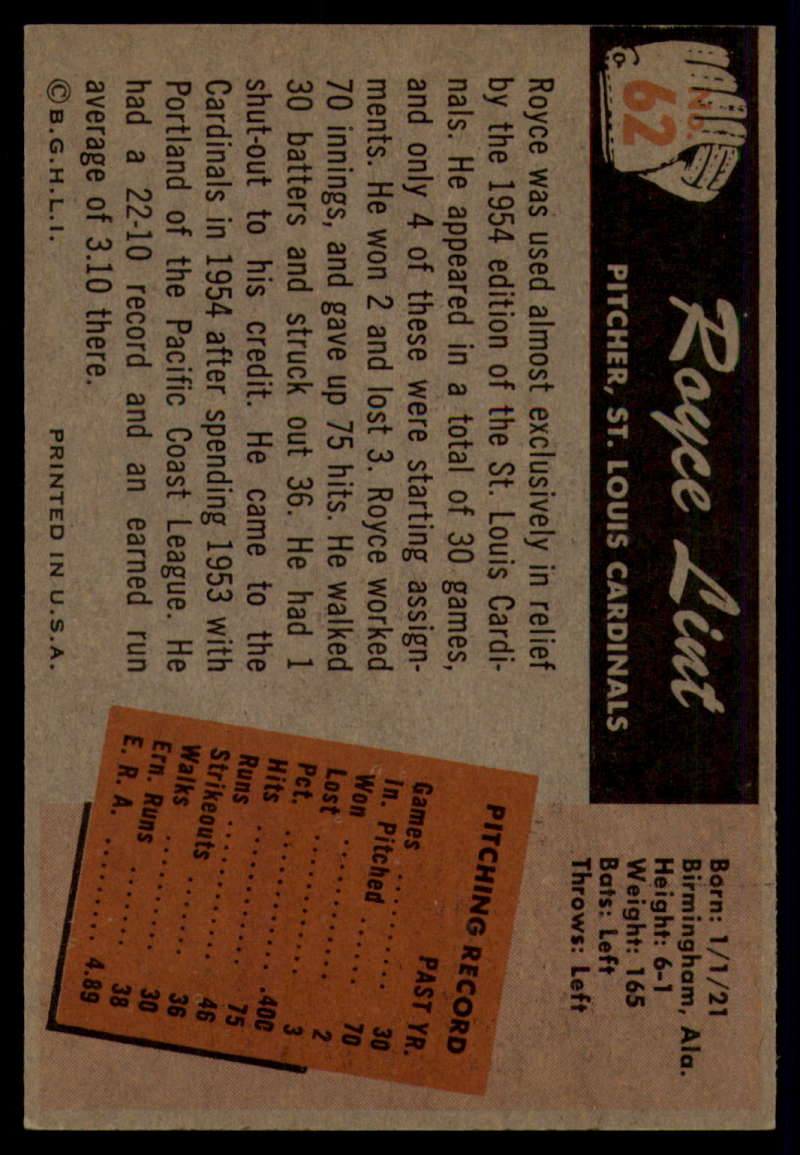 No.
62
Royce Lint
PITCHER, ST. LOUIS CARDINALS
Born: 1/1/21
Birmingham, Ala.
Height: 6-1
Weight: 165
Bats: Left
Throws: Left
Royce was used almost exclusively in relief
by the 1954 edition of the St. Louis Cardi-
nals. He appeared in a total of 30 games,
and only 4 of these were starting assign-
ments. He won 2 and lost 3. Royce worked
70 innings, and gave up 75 hits. He walked
30 batters and struck out 36. He had 1
shut-out to his credit. He came to the
Cardinals in 1954 after spending 1953 with
Portland of the Pacific Coast League. He
had a 22-10 record and an earned run
average of 3.10 there.
© B.G.H.L.I.
PRINTED IN U.S.A.
PITCHING RECORD
PAST YR.
Games ......... 30
In. Pitched ...... 70
Won ........... 2
Lost ........... 3
Pct. ........... .400
Hits ........... 75
Runs ........... 46
Strikeouts ....... 36
Walks .......... 30
Ern. Runs ....... 38
E. R. A. ........ 4.89